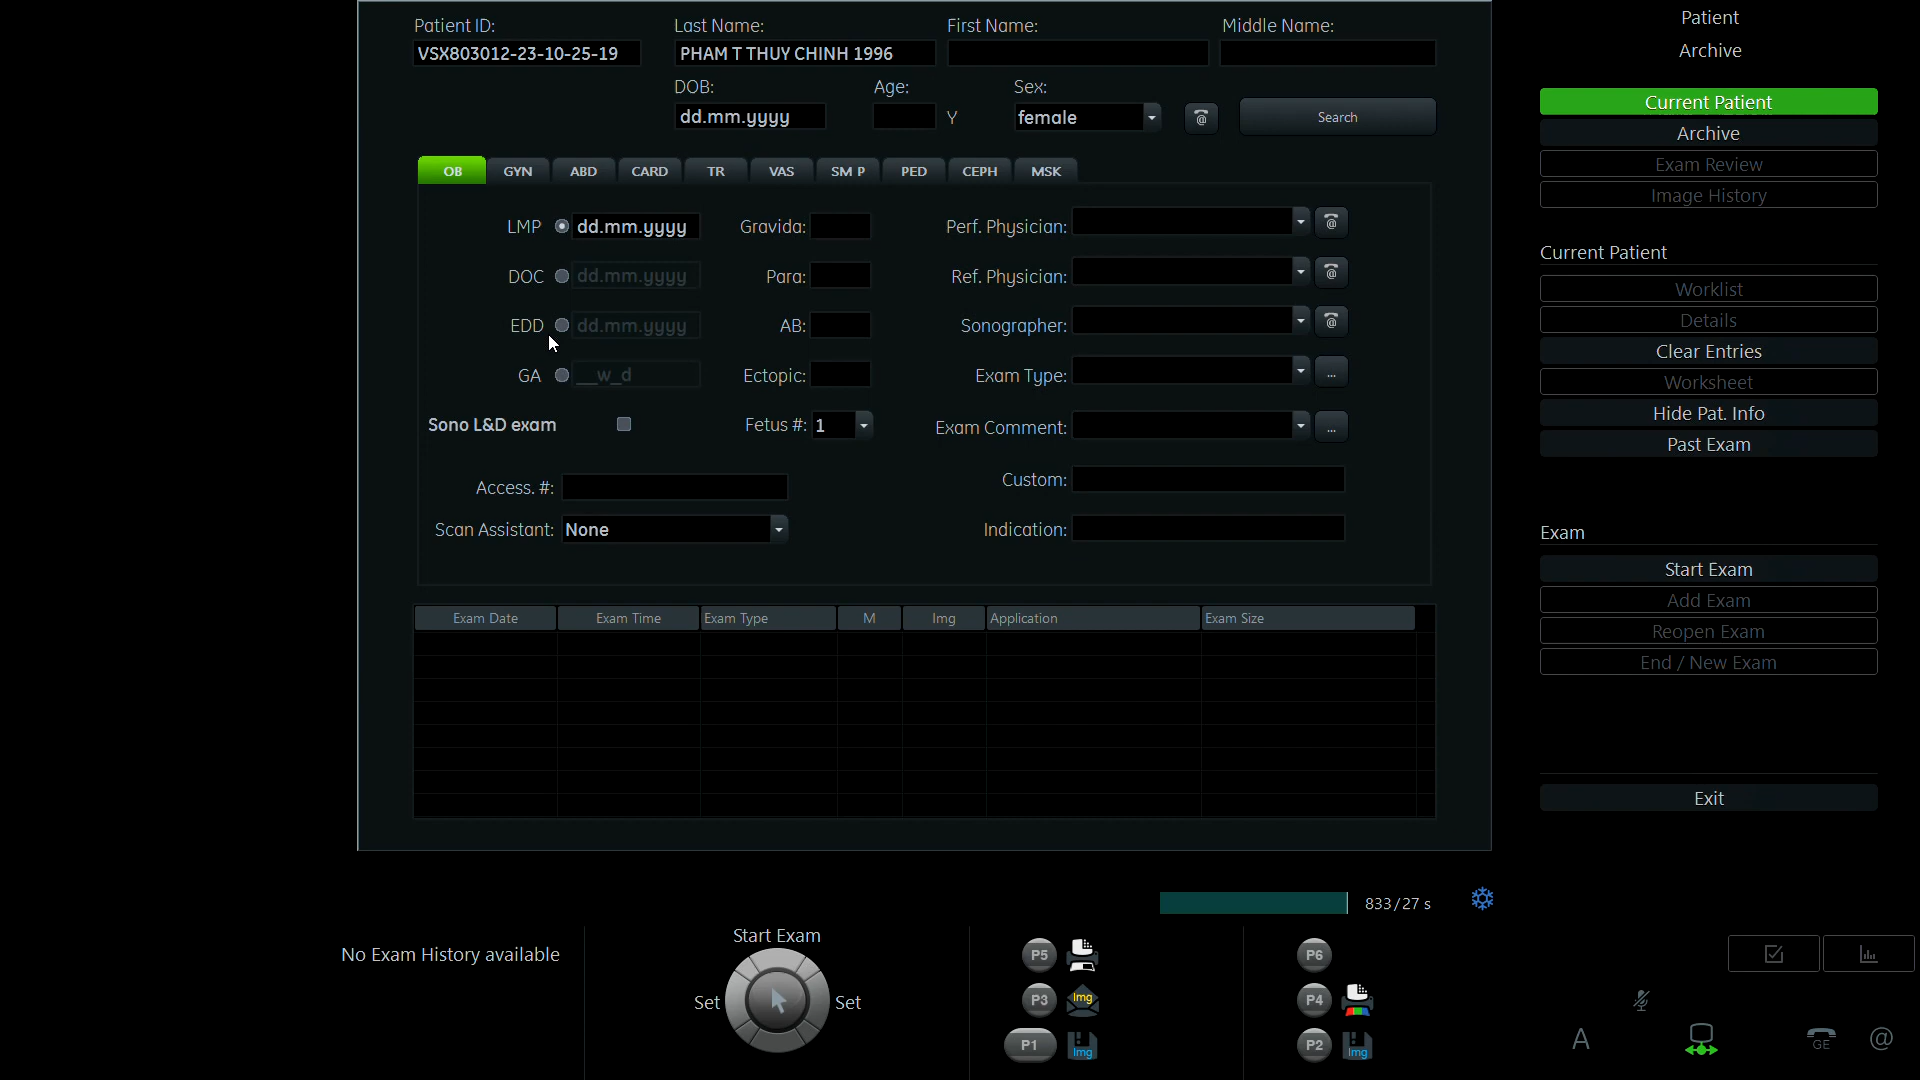 Patient ID: Last Name: First Name: Middle Name:
VSX803012-23-10-25-19 PHAM T THUY CHINH 1996
DOB: Age: Sex:
dd.mm.yyyy Y female @ Search
OB GYN ABD CARD TR VAS SM P PED CEPH MSK
LMP dd.mm.yyyy Gravida: Perf. Physician: @
DOC dd.mm.yyyy Para: Ref. Physician: @
EDD dd.mm.yyyy AB: Sonographer: @
GA __w_d Ectopic: Exam Type: ...
Sono L&D exam Fetus #: 1 Exam Comment: ...
Access. #: Custom:
Scan Assistant: None Indication:
Exam Date Exam Time Exam Type M Img Application Exam Size
Patient
Archive
Current Patient
Archive
Exam Review
Image History
Current Patient
Worklist
Details
Clear Entries
Worksheet
Hide Pat. Info
Past Exam
Exam
Start Exam
Add Exam
Reopen Exam
End / New Exam
Exit
833/27 s
No Exam History available
Start Exam
Set Set
P5 P6
P3 Img P4
P1 Img P2 Img
A GE @